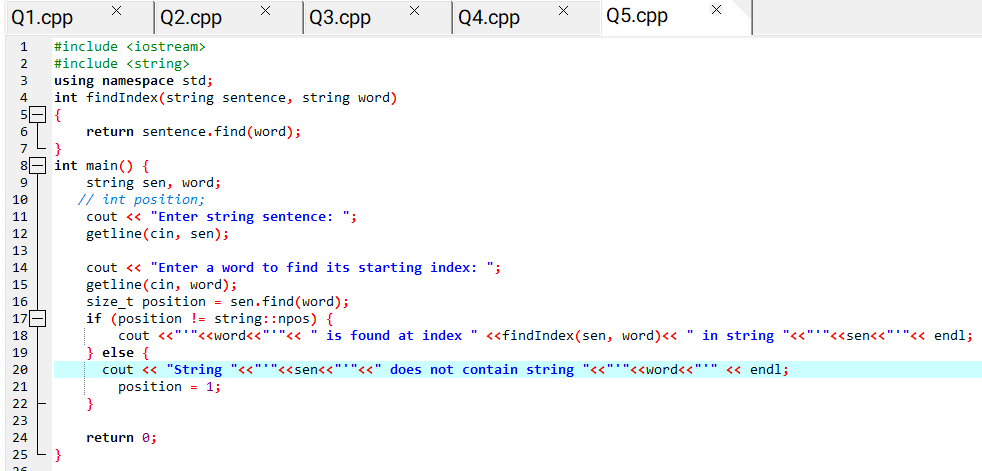 Q1.cpp × Q2.cpp × Q3.cpp × Q4.cpp × Q5.cpp ×
1 #include <iostream>
2 #include <string>
3 using namespace std;
4 int findIndex(string sentence, string word)
5 {
6 return sentence.find(word);
7 }
8 int main() {
9 string sen, word;
10 // int position;
11 cout << "Enter string sentence: ";
12 getline(cin, sen);
13
14 cout << "Enter a word to find its starting index: ";
15 getline(cin, word);
16 size_t position = sen.find(word);
17 if (position != string::npos) {
18 cout <<"'"<<word<<"'"<< " is found at index " <<findIndex(sen, word)<< " in string "<<"'"<<sen<<"'"<< endl;
19 } else {
20 cout << "String "<<"'"<<sen<<"'"<<" does not contain string "<<"'"<<word<<"'" << endl;
21 position = 1;
22 }
23
24 return 0;
25 }